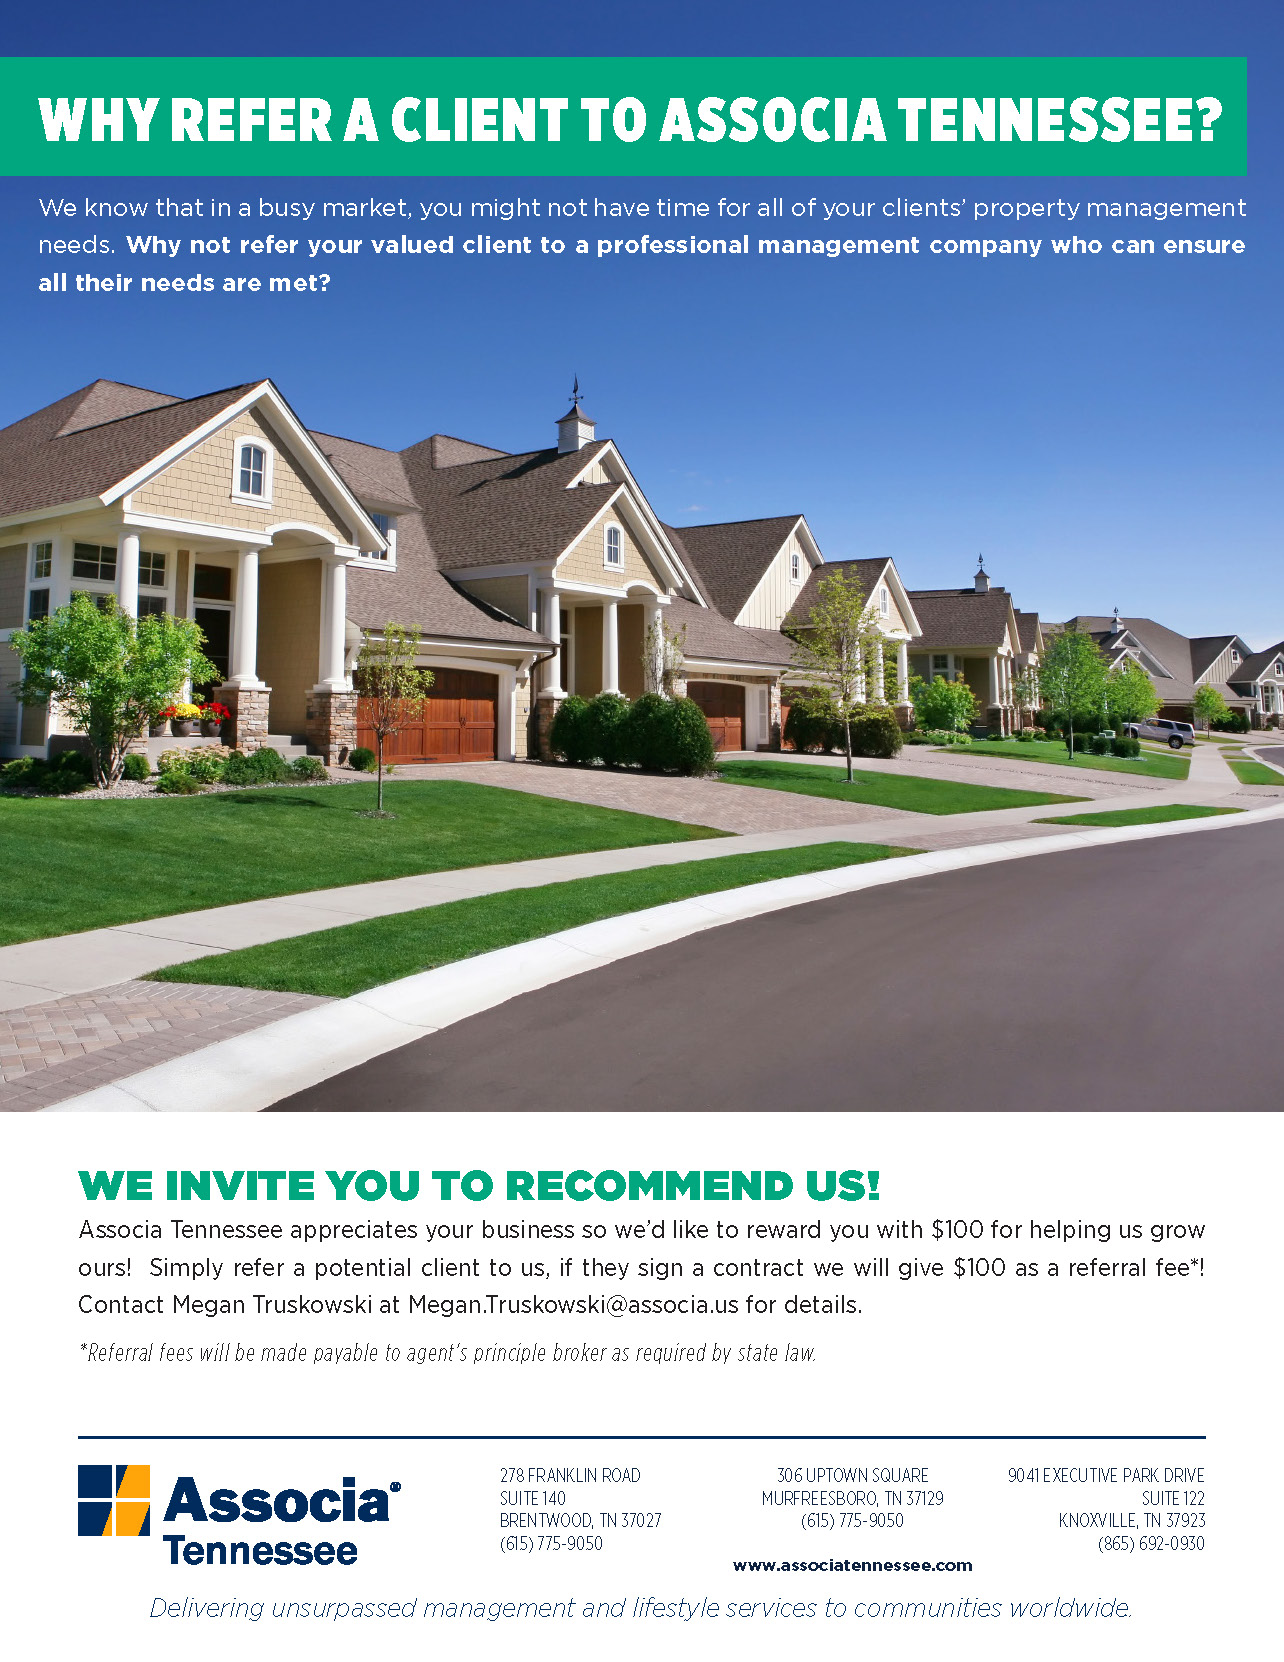 WHY REFER A CLIENT TO ASSOCIA TENNESSEE?
We know that in a busy market, you might not have time for all of your clients’ property management
needs. Why not refer your valued client to a professional management company who can ensure
all their needs are met?
WE INVITE YOU TO RECOMMEND US!
Associa Tennessee appreciates your business so we’d like to reward you with $100 for helping us grow
ours! Simply refer a potential client to us, if they sign a contract we will give $100 as a referral fee*!
Contact Megan Truskowski at Megan.Truskowski@associa.us for details.
*Referral fees will be made payable to agent's principle broker as required by state law.
Associa®
Tennessee
278 FRANKLIN ROAD
SUITE 140
BRENTWOOD, TN 37027
(615) 775-9050
306 UPTOWN SQUARE
MURFREESBORO, TN 37129
(615) 775-9050
9041 EXECUTIVE PARK DRIVE
SUITE 122
KNOXVILLE, TN 37923
(865) 692-0930
www.associatennessee.com
Delivering unsurpassed management and lifestyle services to communities worldwide.